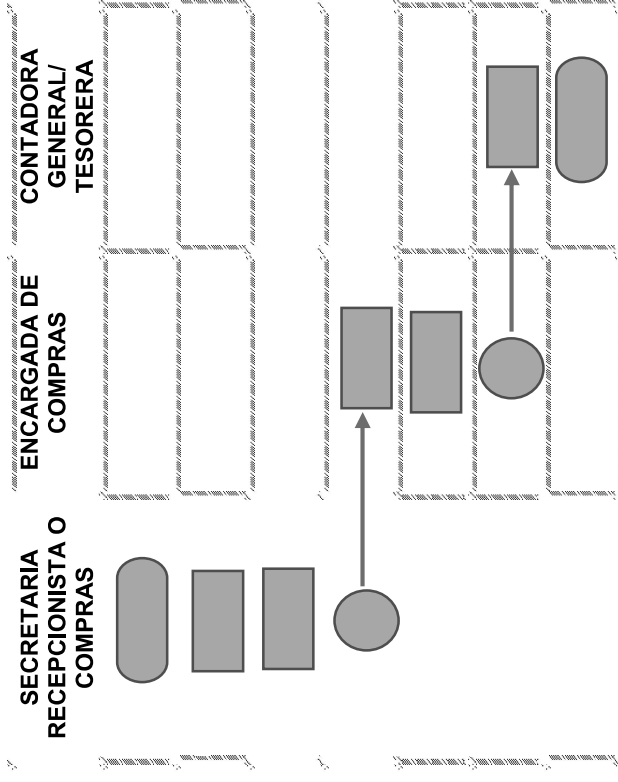 SECRETARIA
RECEPCIONISTA O
COMPRAS
ENCARGADA DE
COMPRAS
CONTADORA
GENERAL/
TESORERA